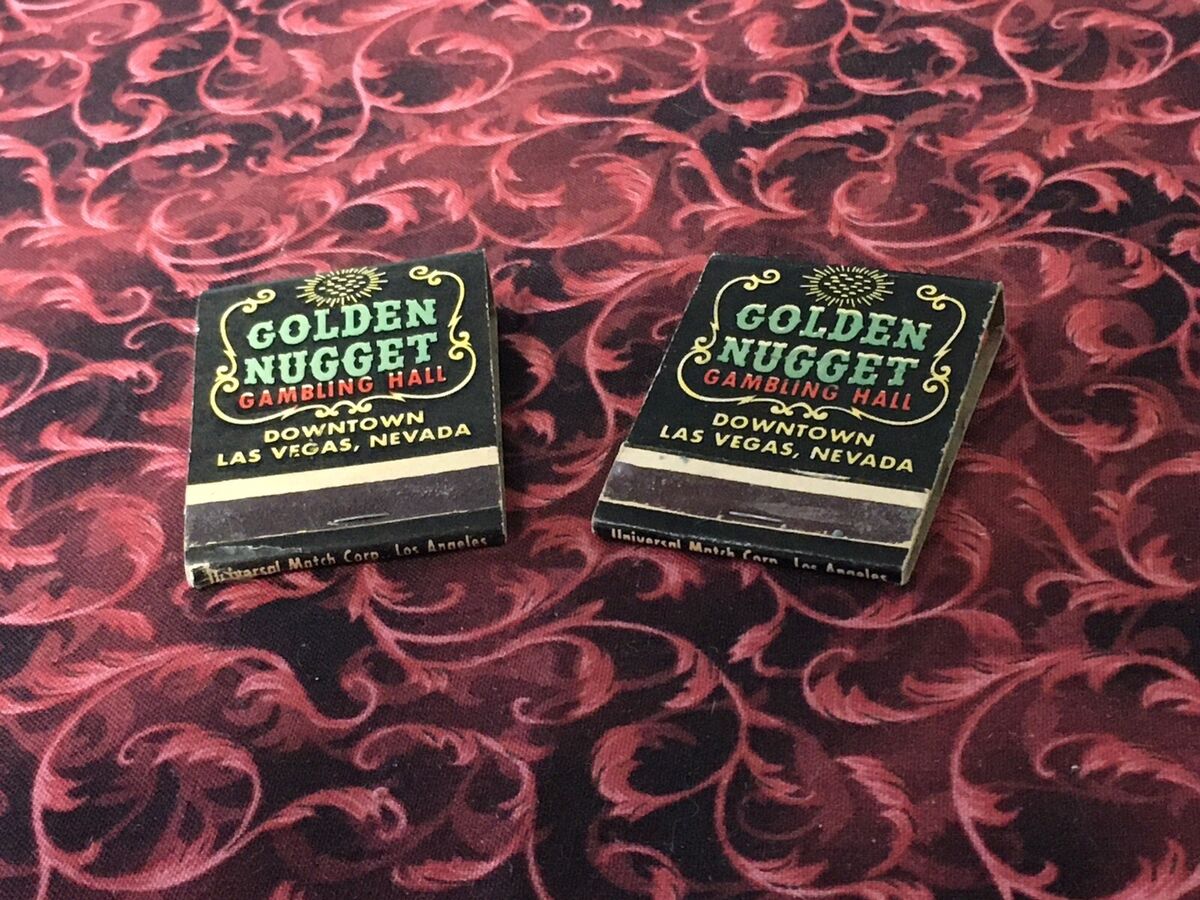 GOLDEN
NUGGET
GAMBLING HALL
DOWNTOWN
LAS VEGAS, NEVADA
Universal Match Corp., Los Angeles
GOLDEN
NUGGET
GAMBLING HALL
DOWNTOWN
LAS VEGAS, NEVADA
Universal Match Corp., Los Angeles